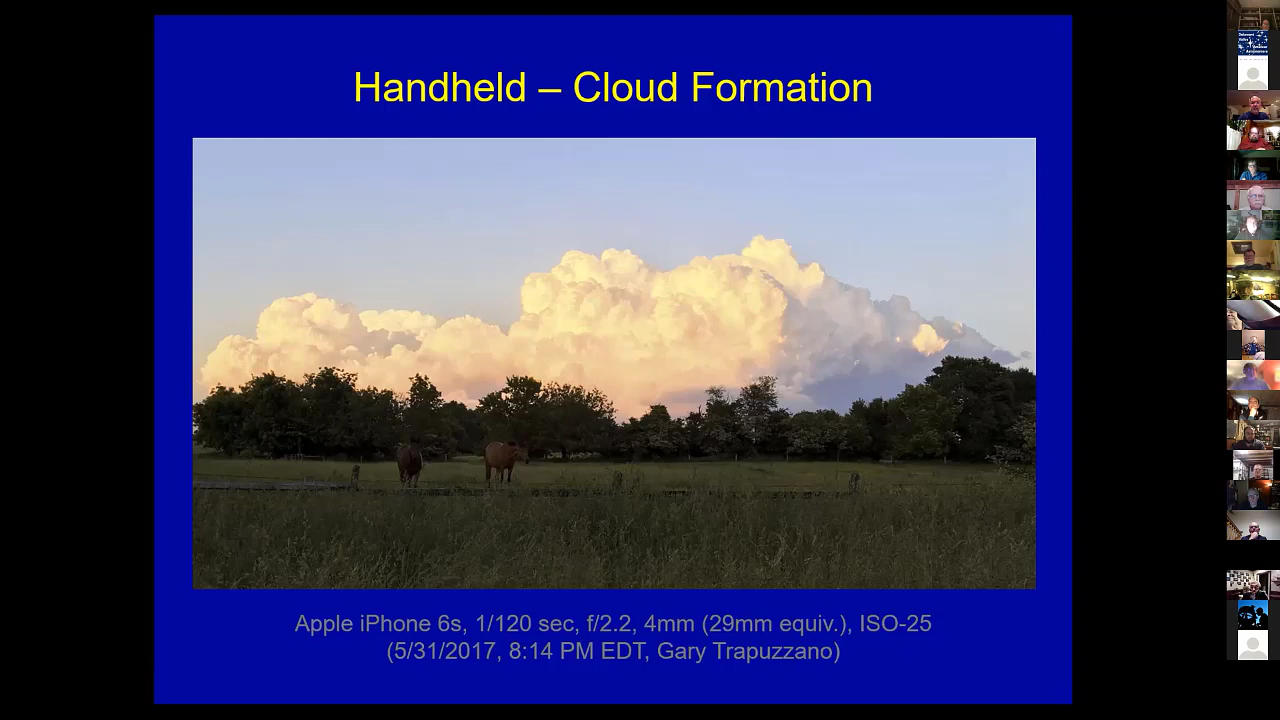 Handheld – Cloud Formation
Apple iPhone 6s, 1/120 sec, f/2.2, 4mm (29mm equiv.), ISO-25
(5/31/2017, 8:14 PM EDT, Gary Trapuzzano)